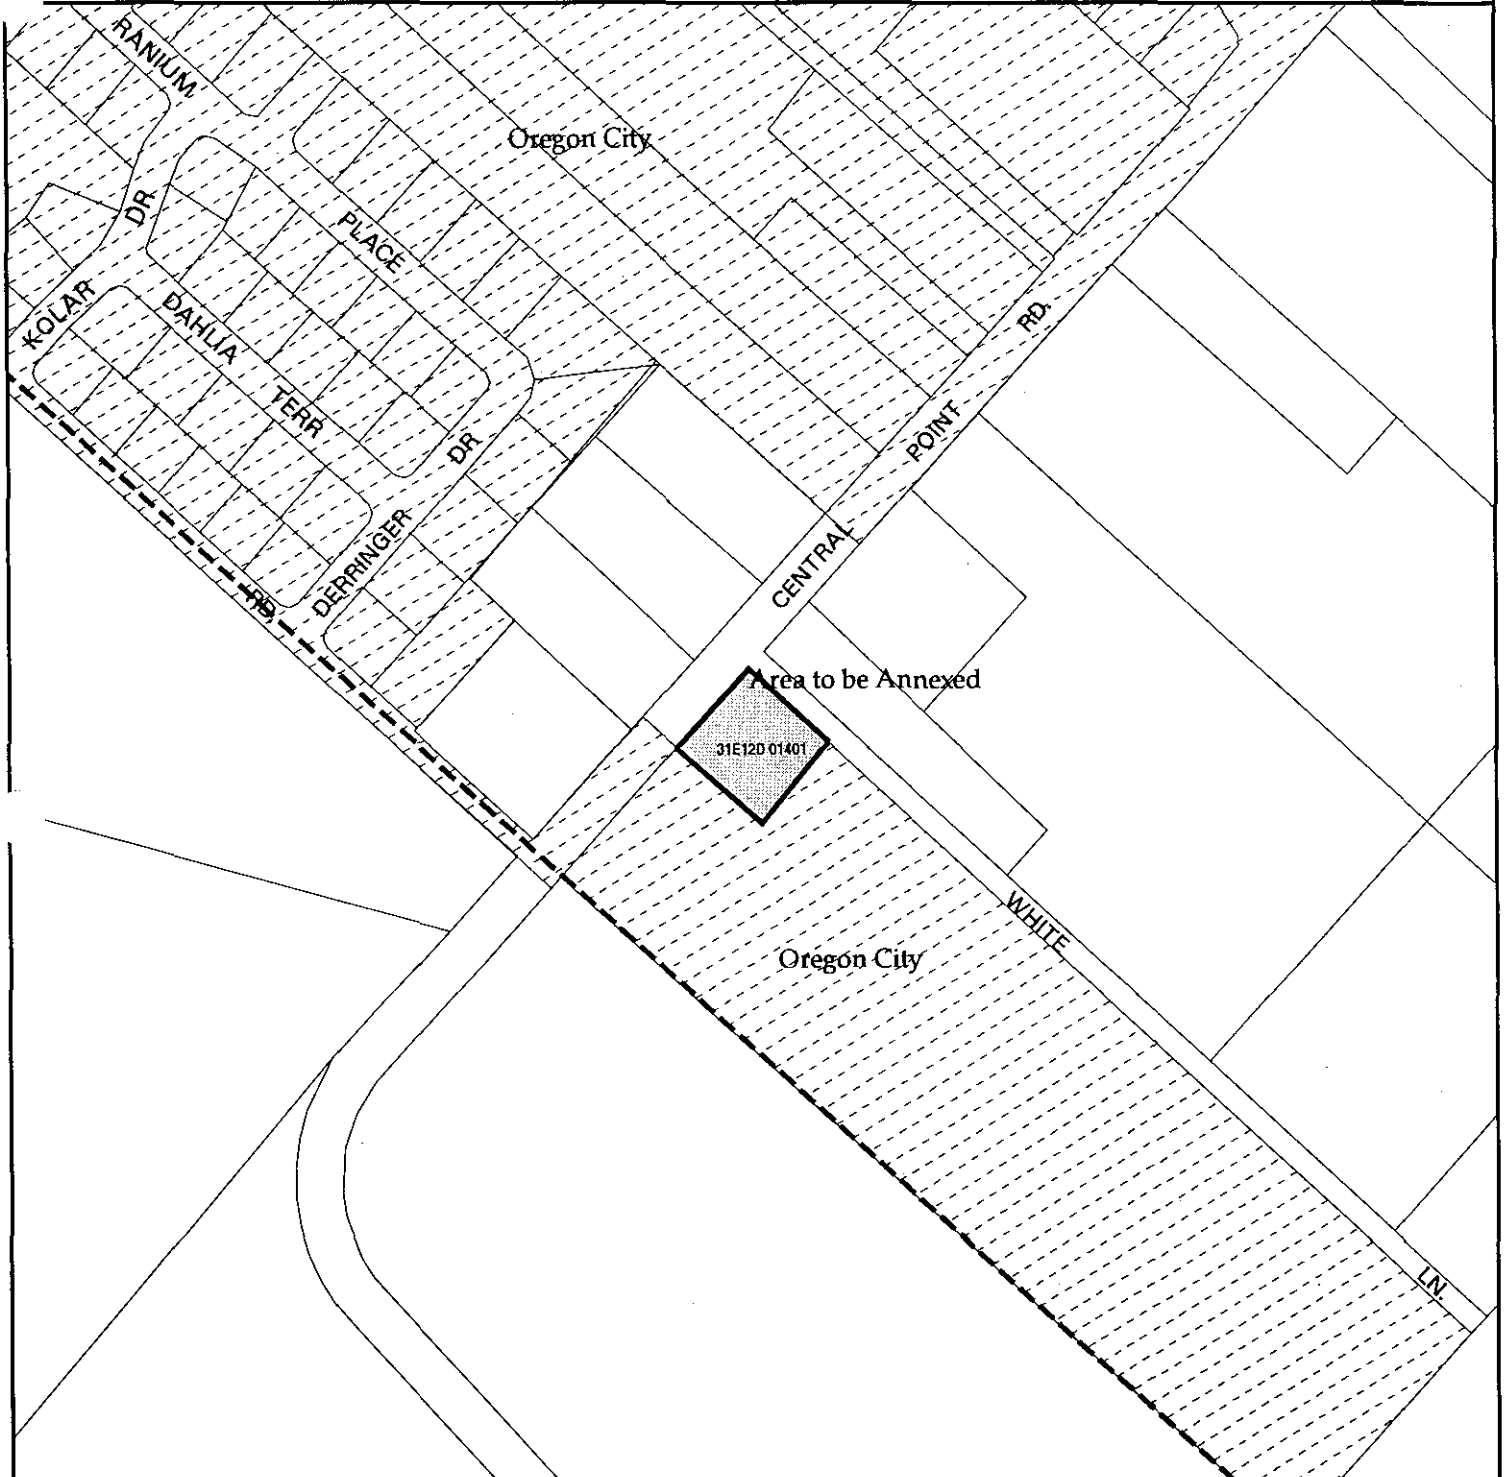 RANIUM
Oregon City
DR
PLACE
KOLAR
DAHLIA
TERR
RD.
POINT
DR
CENTRAL
DERRINGER
RD.
Area to be Annexed
31E12D 01401
WHITE
Oregon City
LN.